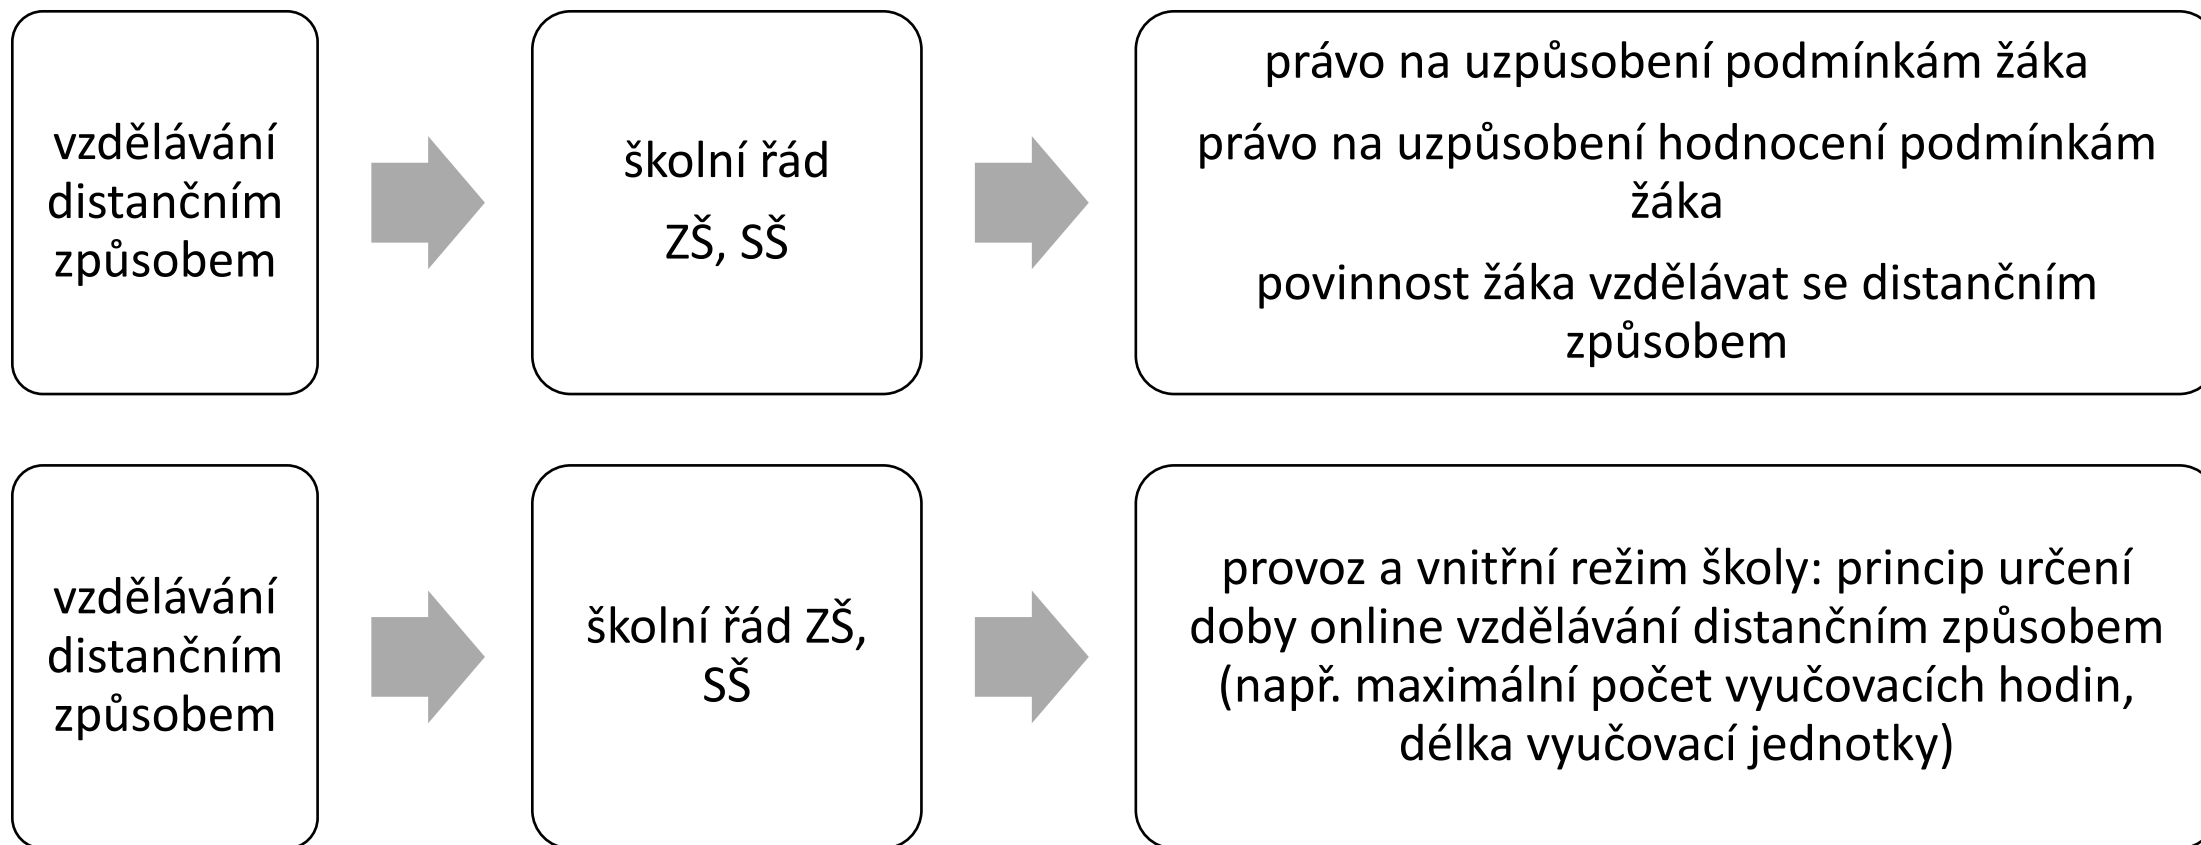 vzdělávání
distančním
způsobem
školní řád
ZŠ, SŠ
právo na uzpůsobení podmínkám žáka
právo na uzpůsobení hodnocení podmínkám
žáka
povinnost žáka vzdělávat se distančním
způsobem
vzdělávání
distančním
způsobem
školní řád ZŠ,
SŠ
provoz a vnitřní režim školy: princip určení
doby online vzdělávání distančním způsobem
(např. maximální počet vyučovacích hodin,
délka vyučovací jednotky)